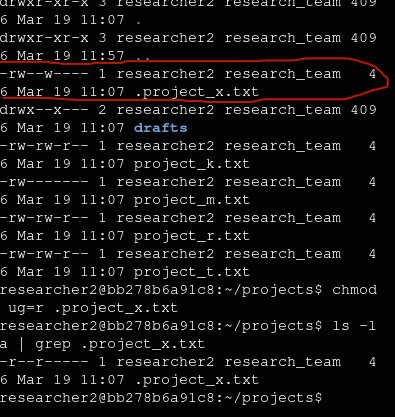 drwxr-xr-x 3 researcher2 research_team 409
6 Mar 19 11:07 .
drwxr-xr-x 3 researcher2 research_team 409
6 Mar 19 11:57 ..
-rw--w---- 1 researcher2 research_team   4
6 Mar 19 11:07 .project_x.txt
drwx--x--- 2 researcher2 research_team 409
6 Mar 19 11:07 drafts
-rw-rw-r-- 1 researcher2 research_team   4
6 Mar 19 11:07 project_k.txt
-rw------- 1 researcher2 research_team   4
6 Mar 19 11:07 project_m.txt
-rw-rw-r-- 1 researcher2 research_team   4
6 Mar 19 11:07 project_r.txt
-rw-rw-r-- 1 researcher2 research_team   4
6 Mar 19 11:07 project_t.txt
researcher2@bb278b6a91c8:~/projects$ chmod
 ug=r .project_x.txt
researcher2@bb278b6a91c8:~/projects$ ls -l
a | grep .project_x.txt
-r--r----- 1 researcher2 research_team   4
6 Mar 19 11:07 .project_x.txt
researcher2@bb278b6a91c8:~/projects$